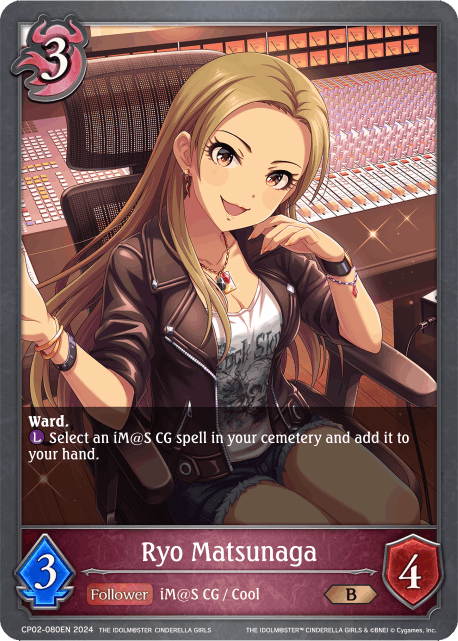 3
Ward.
L Select an iM@S CG spell in your cemetery and add it to
your hand.
Ryo Matsunaga
3
Follower iM@S CG / Cool
B
4
CP02-080EN 2024 THE IDOLM@STER CINDERELLA GIRLS THE IDOLM@STER™ CINDERELLA GIRLS & ©BNEI © Cygames, Inc.